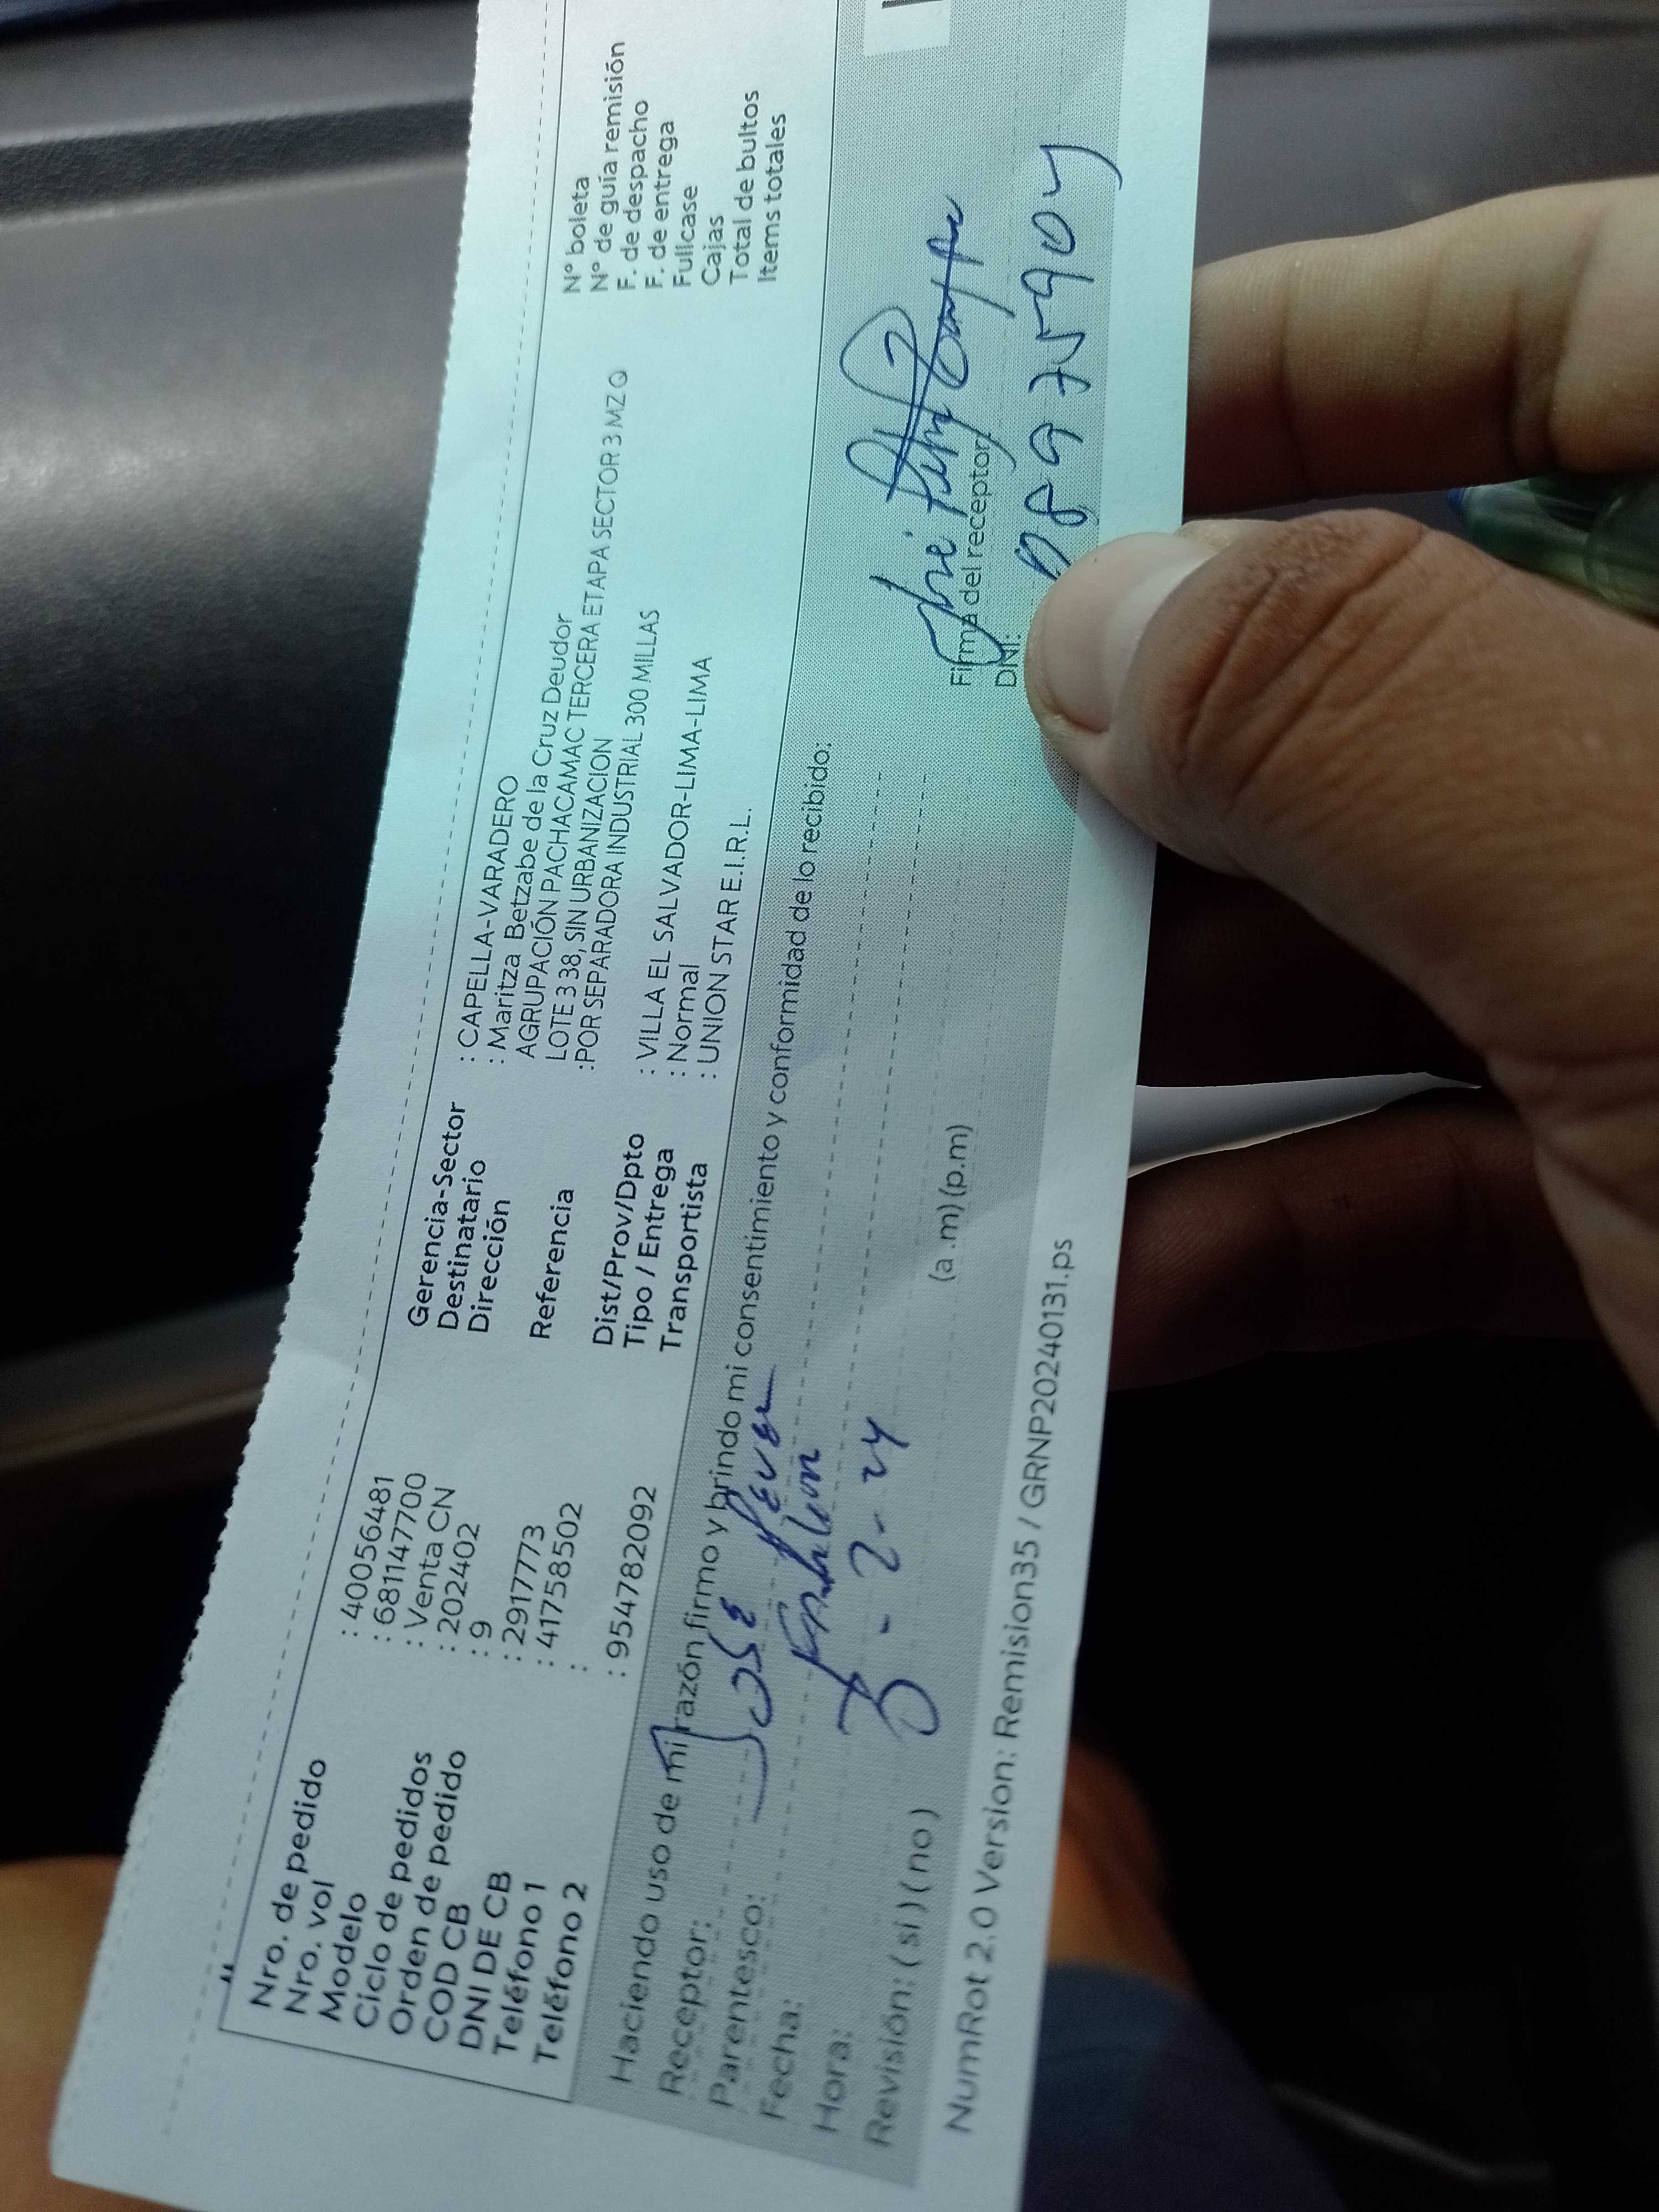 Nro. de pedido : 400564 81
Nro. vol : 6811147700
Modelo : Venta CN
Ciclo de pedidos : 202402
Orden de pedido : 9
COD CB : 2917773
DNI DE CB : 41758502
Teléfono 1 :
Teléfono 2 : 954782092
Gerencia-Sector : CAPELLA-VARADERO
Destinatario : Maritza Betzabe de la Cruz Deudor
Dirección AGRUPACIÓN PACHACAMAC TERCERA ETAPA SECTOR 3 MZ Q
LOTE 3 38, SIN URBANIZACION
Referencia :POR SEPARADORA INDUSTRIAL 300 MILLAS
Dist/Prov/Dpto : VILLA EL SALVADOR-LIMA-LIMA
Tipo / Entrega : Normal
Transportista : UNION STAR E.I.R.L.
N° boleta
N° de guía remisión
F. de despacho
F. de entrega
Fullcase
Cajas
Total de bultos
Items totales
Haciendo uso de mi razón firmo y brindo mi consentimiento y conformidad de lo recibido:
Receptor: José
Parentesco:
Fecha: - 2 - 24
Hora: (a .m) (p.m)
Revisión: ( si ) ( no )
José
Firma del receptor
DNI: 08975904
NumRot 2.0 Version: Remision35 / GRNP20240131.ps